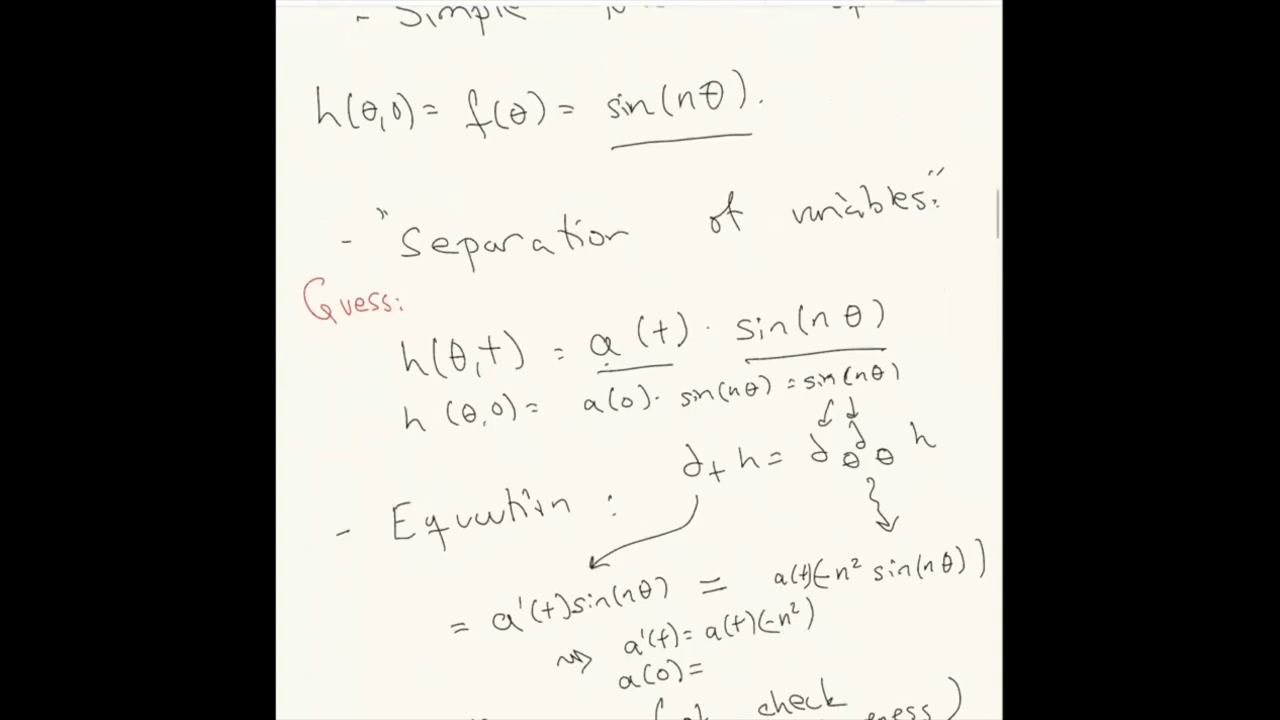 - Simple
h(θ,0) = f(θ) = sin(nθ).
- "Separation of variables."
Guess:
h(θ,t) = a(t) · sin(nθ)
h(θ,0) = a(0) · sin(nθ) = sin(nθ)
∂t h = ∂θ∂θ h
- Equation :
= a'(t) sin(nθ) = a(t)(-n² sin(nθ))
⇝ a'(t) = a(t)(-n²)
a(0) =
check